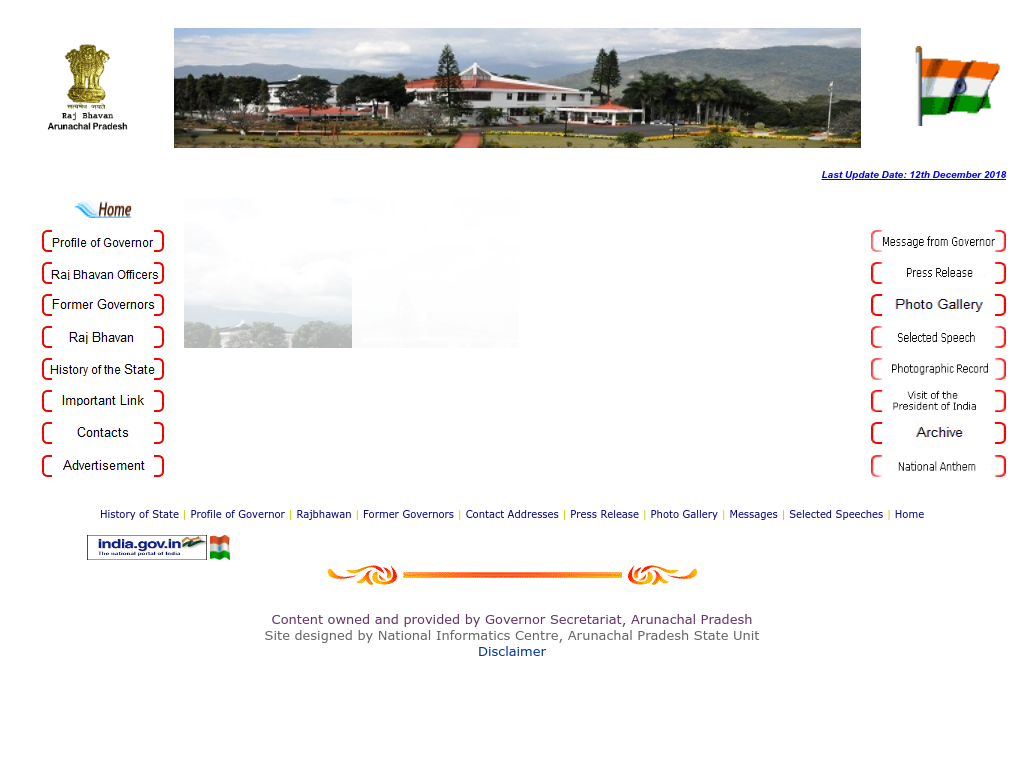 सत्यमेव जयते
Raj Bhavan
Arunachal Pradesh
Last Update Date: 12th December 2018
Home
Profile of Governor
Raj Bhavan Officers
Former Governors
Raj Bhavan
History of the State
Important Link
Contacts
Advertisement
Message from Governor
Press Release
Photo Gallery
Selected Speech
Photographic Record
Visit of the
President of India
Archive
National Anthem
History of State | Profile of Governor | Rajbhawan | Former Governors | Contact Addresses | Press Release | Photo Gallery | Messages | Selected Speeches | Home
india.gov.in
The national portal of India
Content owned and provided by Governor Secretariat, Arunachal Pradesh
Site designed by National Informatics Centre, Arunachal Pradesh State Unit
Disclaimer